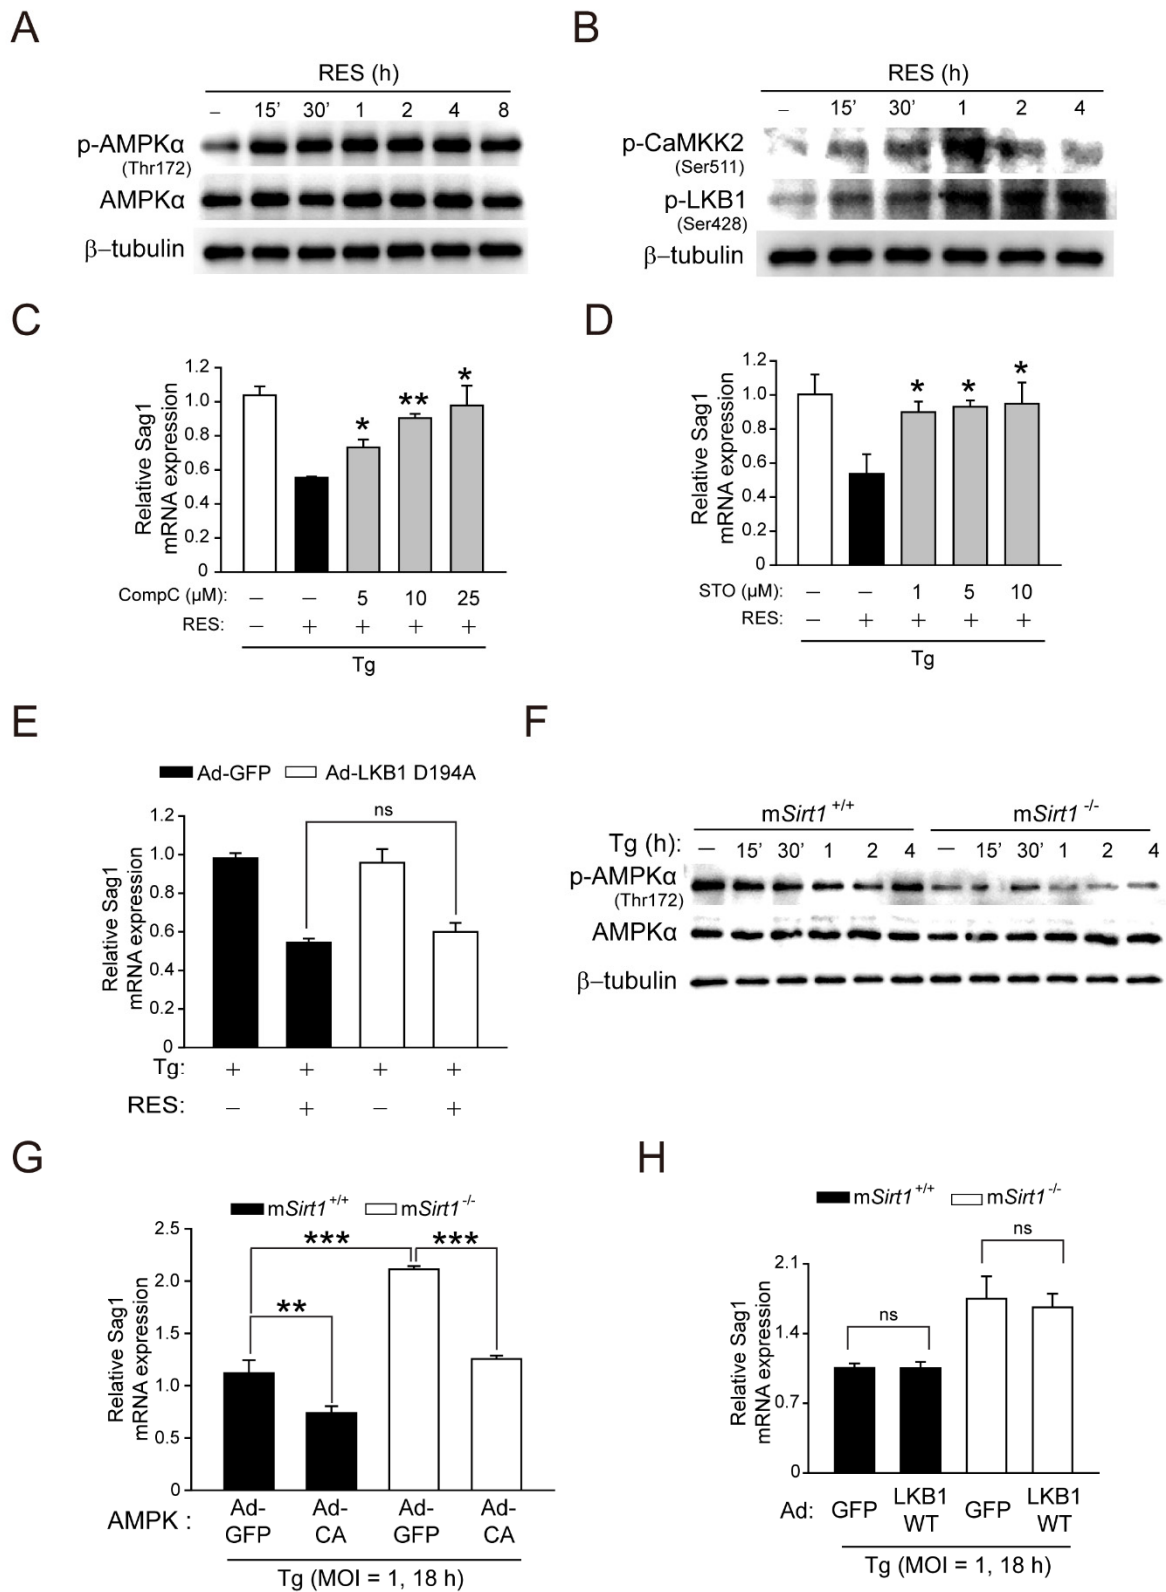 A
RES (h)
– 15’ 30’ 1 2 4 8
p-AMPKα
(Thr172)
AMPKα
β–tubulin
B
RES (h)
– 15’ 30’ 1 2 4
p-CaMKK2
(Ser511)
p-LKB1
(Ser428)
β–tubulin
C
Relative Sag1
mRNA expression
1.2
1.0
0.8
0.6
0.4
0.2
0
* ** *
CompC (μM): – – 5 10 25
RES: – + + + +
Tg
D
Relative Sag1
mRNA expression
1.2
1.0
0.8
0.6
0.4
0.2
0
* * *
STO (μM): – – 1 5 10
RES: – + + + +
Tg
E
Ad-GFP Ad-LKB1 D194A
Relative Sag1
mRNA expression
1.2
1.0
0.8
0.6
0.4
0.2
0
ns
Tg: + + + +
RES: – + – +
F
mSirt1 +/+ mSirt1 -/-
Tg (h): – 15’ 30’ 1 2 4 – 15’ 30’ 1 2 4
p-AMPKα
(Thr172)
AMPKα
β–tubulin
G
mSirt1 +/+ mSirt1 -/-
Relative Sag1
mRNA expression
2.5
2.0
1.5
1.0
0.5
0
*** ***
**
AMPK : Ad-GFP Ad-CA Ad-GFP Ad-CA
Tg (MOI = 1, 18 h)
H
mSirt1 +/+ mSirt1 -/-
Relative Sag1
mRNA expression
2.1
1.4
0.7
0
ns
ns
Ad: GFP LKB1 WT GFP LKB1 WT
Tg (MOI = 1, 18 h)